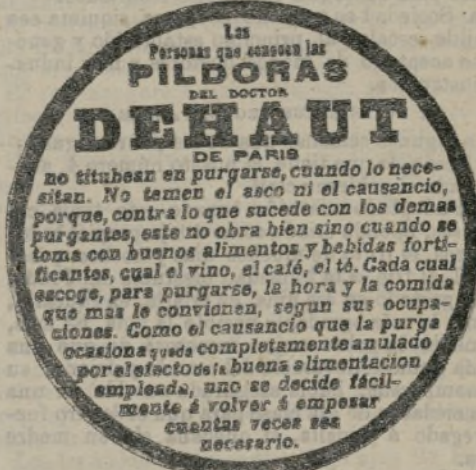 Las
Personas que conocen las
PILDORAS
DEL DOCTOR
DEHAUT
DE PARIS
no titubean en purgarse, cuando lo nece-
sitan. No temen el asco ni el causancio,
porque, contra lo que sucede con los demas
purgantes, este no obra bien sino cuando se
toma con buenos alimentos y bebidas forti-
ficantes, cual el vino, el café, el té. Cada cual
escoge, para purgarse, la hora y la comida
que mas le convienen, segun sus ocupa-
ciones. Como el causancio que la purga
ocasiona queda completamente anulado
por el efecto de la buena alimentacion
empleada, uno se decide fácil-
mente á volver á empesar
cuantas veces sea
necesario.